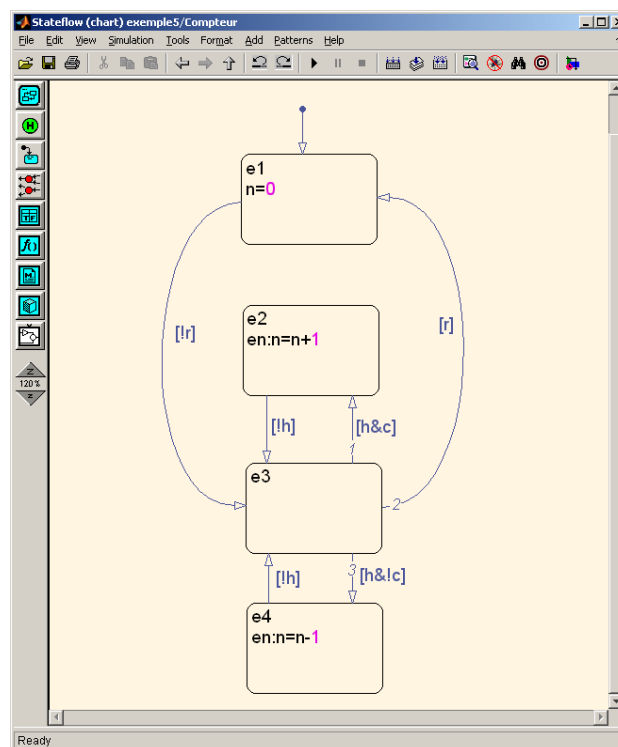 Stateflow (chart) exemple5/Compteur
File Edit View Simulation Tools Format Add Patterns Help
e1
n=0
[!r]
[r]
e2
en:n=n+1
[!h]
[h&c]
1
e3
2
[!h]
3
[h&!c]
e4
en:n=n-1
120%
Ready